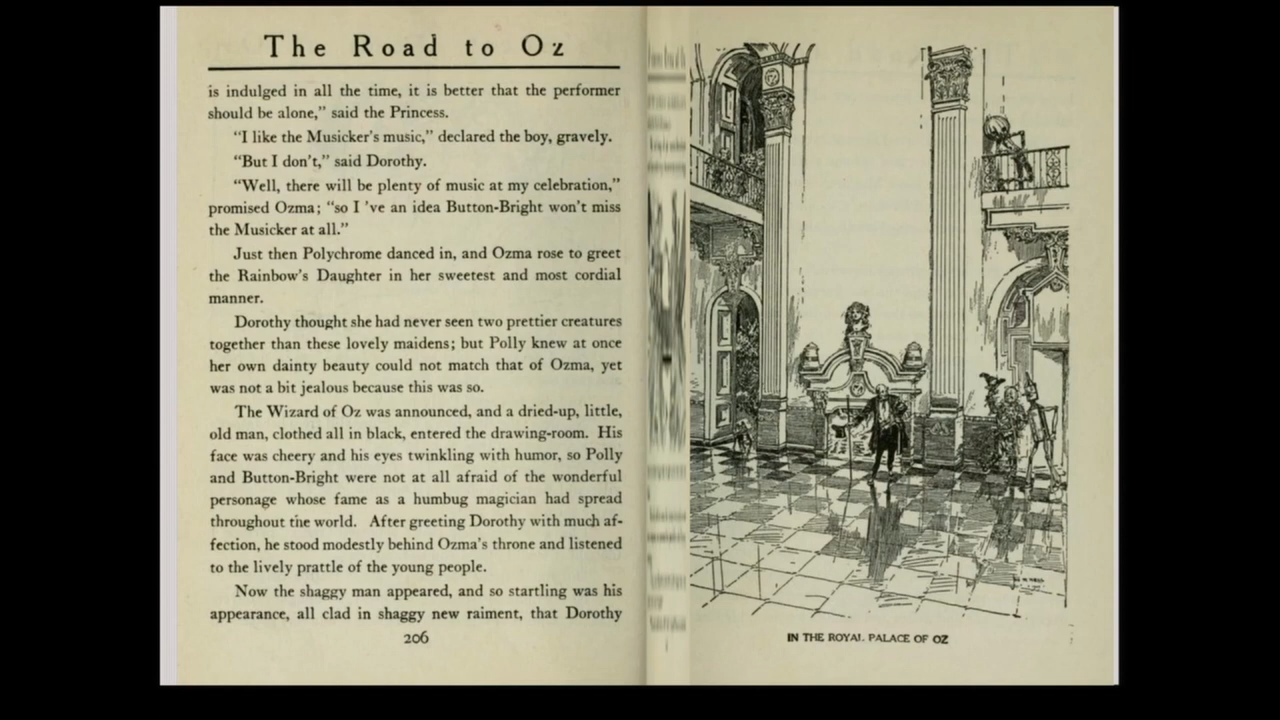 The Road to Oz
is indulged in all the time, it is better that the performer
should be alone,” said the Princess.
“I like the Musicker's music,” declared the boy, gravely.
“But I don't,” said Dorothy.
“Well, there will be plenty of music at my celebration,”
promised Ozma; “so I 've an idea Button-Bright won't miss
the Musicker at all.”
Just then Polychrome danced in, and Ozma rose to greet
the Rainbow's Daughter in her sweetest and most cordial
manner.
Dorothy thought she had never seen two prettier creatures
together than these lovely maidens; but Polly knew at once
her own dainty beauty could not match that of Ozma, yet
was not a bit jealous because this was so.
The Wizard of Oz was announced, and a dried-up, little,
old man, clothed all in black, entered the drawing-room. His
face was cheery and his eyes twinkling with humor, so Polly
and Button-Bright were not at all afraid of the wonderful
personage whose fame as a humbug magician had spread
throughout the world. After greeting Dorothy with much af-
fection, he stood modestly behind Ozma's throne and listened
to the lively prattle of the young people.
Now the shaggy man appeared, and so startling was his
appearance, all clad in shaggy new raiment, that Dorothy
206
IN THE ROYAL PALACE OF OZ